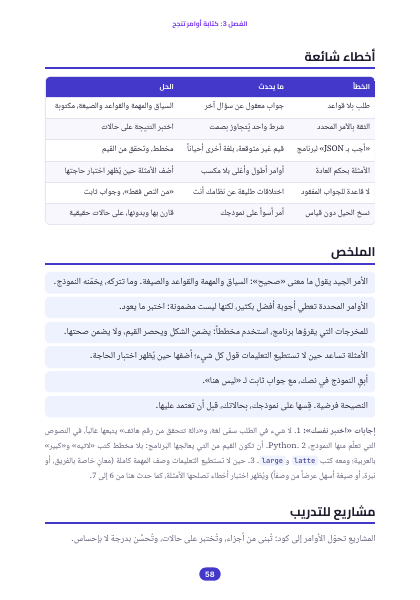 الفصل 3: كتابة أوامر تنجح
أخطاء شائعة
الخطأ ما يحدث الحل
طلب بلا قواعد جواب معقول عن سؤال آخر السياق والمهمة والقواعد والصيغة، مكتوبة
الثقة بالأمر المحدد شرط واحد يُتجاوز بصمت اختبر النتيجة على حالات
«أجب بـ JSON» لبرنامج قيم غير متوقعة، بلغة أخرى أحياناً مخطط، وتحقق من القيم
الأمثلة بحكم العادة أوامر أطول وأغلى بلا مكسب أضف الأمثلة حين يُظهر اختبار حاجتها
لا قاعدة للجواب المفقود اختلاقات طليقة عن نظامك أنت «من النص فقط»، وجواب ثابت
نسخ الحيل دون قياس أمر أسوأ على نموذجك قارن بها وبدونها، على حالات حقيقية
الملخص
الأمر الجيد يقول ما معنى «صحيح»: السياق والمهمة والقواعد والصيغة. وما تتركه، يخمّنه النموذج.
الأوامر المحددة تعطي أجوبة أفضل بكثير، لكنها ليست مضمونة: اختبر ما يعود.
للمخرجات التي يقرؤها برنامج، استخدم مخططاً: يضمن الشكل ويحصر القيم، ولا يضمن صحتها.
الأمثلة تساعد حين لا تستطيع التعليمات قول كل شيء؛ أضفها حين يُظهر اختبار الحاجة.
أبقِ النموذج في نصك، مع جواب ثابت لـ «ليس هنا».
النصيحة فرضية. قِسها على نموذجك، بحالاتك، قبل أن تعتمد عليها.
إجابات «اختبر نفسك»: 1. لا شيء في الطلب سمّى لغة، و«دالة تتحقق من رقم هاتف» يتبعها غالباً، في النصوص
التي تعلّم منها النموذج، Python. 2. أن تكون القيم من التي يعالجها البرنامج: بلا مخطط كتب «لاتيه» و«كبير»
بالعربية؛ ومعه كتب latte و large. 3. حين لا تستطيع التعليمات وصف المهمة كاملة (معانٍ خاصة بالفريق، أو
نبرة، أو صيغة أسهل عرضاً من وصفاً) ويُظهر اختبار أخطاء تصلحها الأمثلة، كما حدث هنا من 6 إلى 7.
مشاريع للتدريب
المشاريع تحوّل الأوامر إلى كود: تُبنى من أجزاء، وتُختبر على حالات، وتُحسَّن بدرجة لا بإحساس.
58